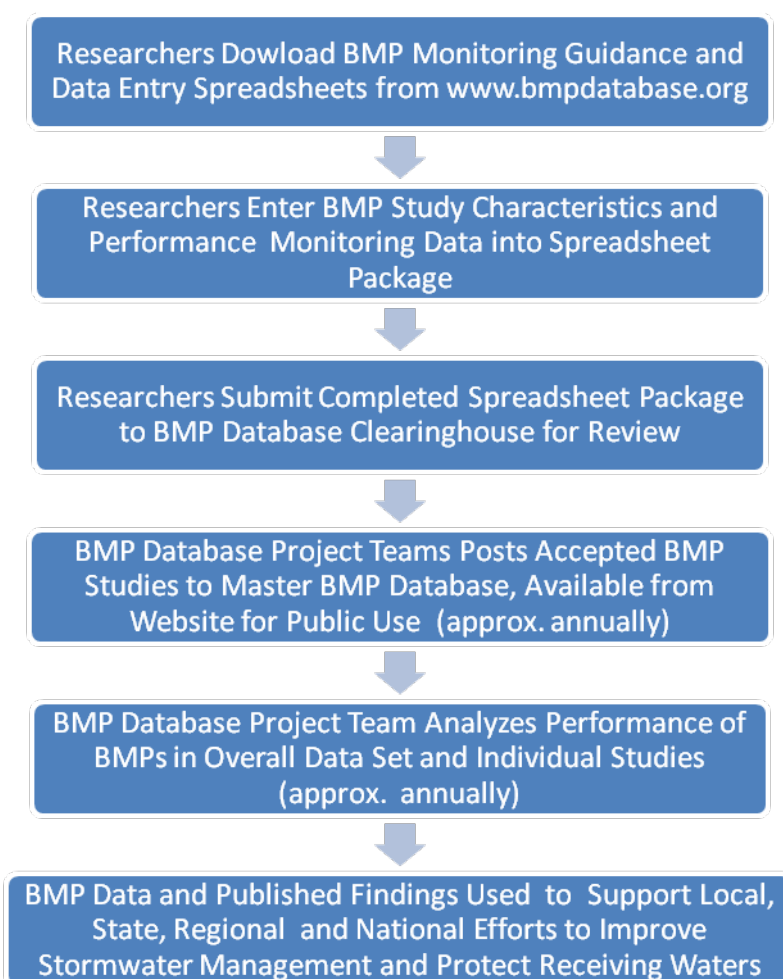 Researchers Dowload BMP Monitoring Guidance and
Data Entry Spreadsheets from www.bmpdatabase.org
Researchers Enter BMP Study Characteristics and
Performance Monitoring Data into Spreadsheet
Package
Researchers Submit Completed Spreadsheet Package
to BMP Database Clearinghouse for Review
BMP Database Project Teams Posts Accepted BMP
Studies to Master BMP Database, Available from
Website for Public Use (approx. annually)
BMP Database Project Team Analyzes Performance of
BMPs in Overall Data Set and Individual Studies
(approx. annually)
BMP Data and Published Findings Used to Support Local,
State, Regional and National Efforts to Improve
Stormwater Management and Protect Receiving Waters